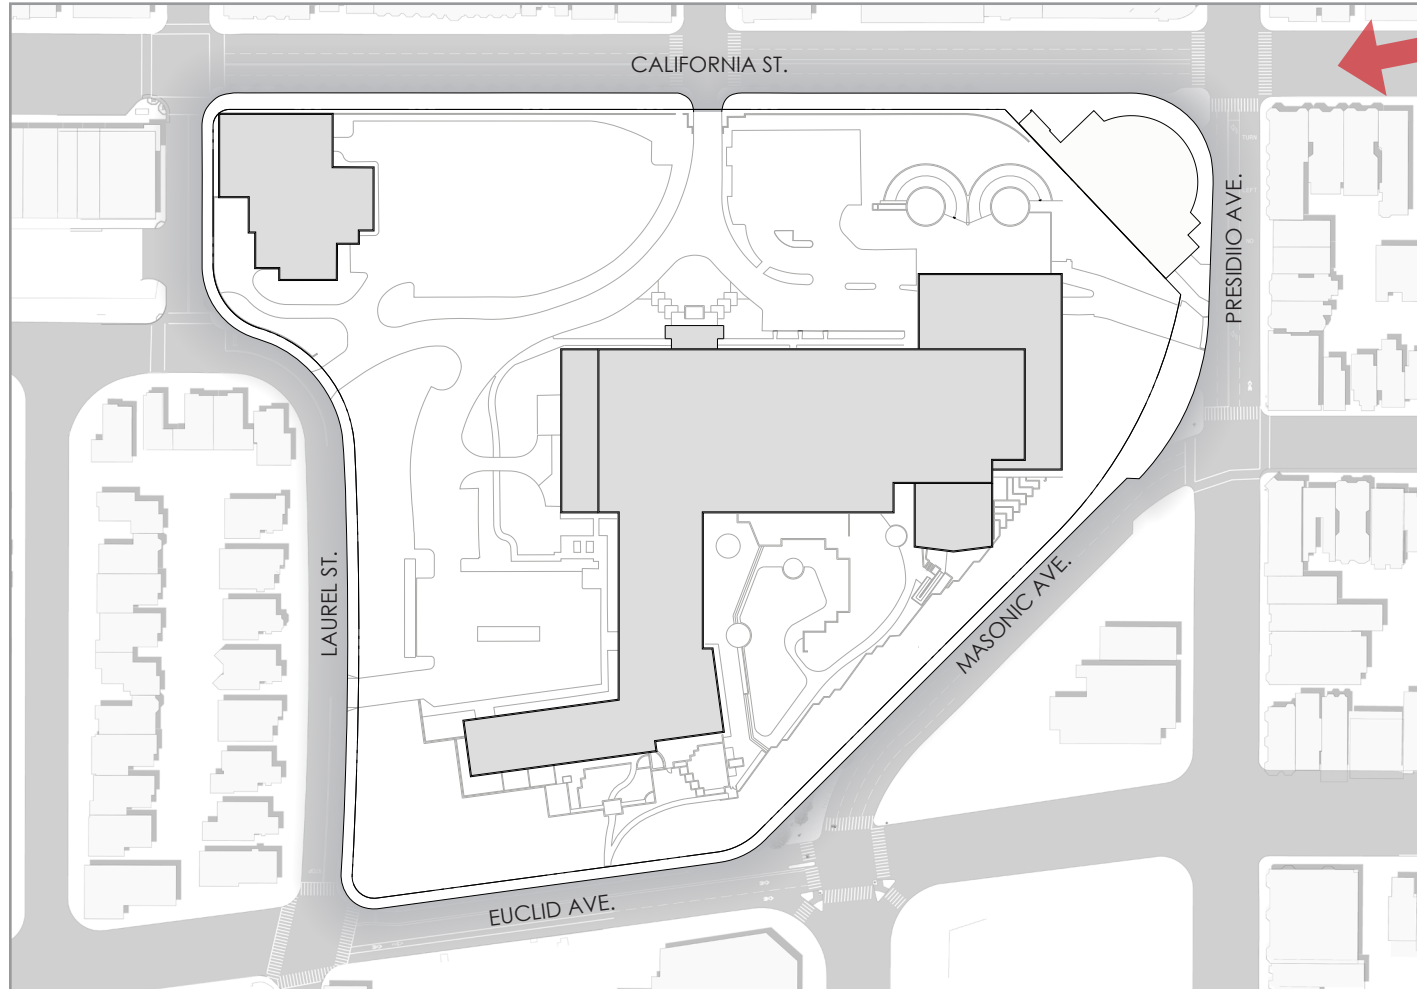 CALIFORNIA ST.
PRESIDIIO AVE.
LAUREL ST.
MASONIC AVE.
EUCLID AVE.